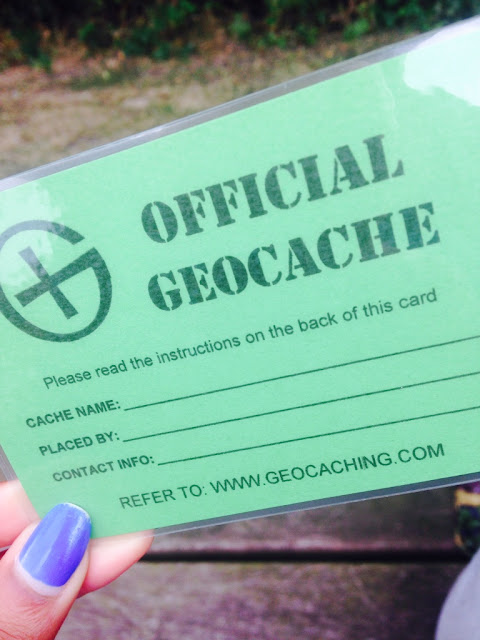 OFFICIAL
GEOCACHE
Please read the instructions on the back of this card
CACHE NAME:
PLACED BY:
CONTACT INFO:
REFER TO: WWW.GEOCACHING.COM